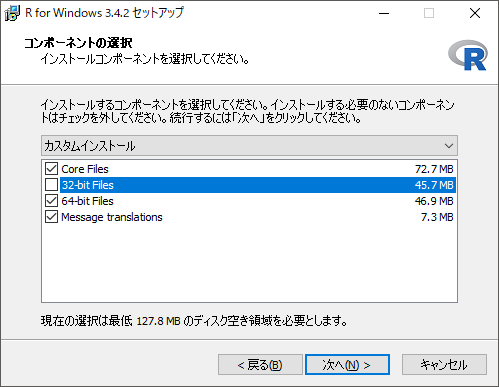 R for Windows 3.4.2 セットアップ
コンポーネントの選択
インストールコンポーネントを選択してください。
R
インストールするコンポーネントを選択してください。インストールする必要のないコンポーネン
トはチェックを外してください。続行するには「次へ」をクリックしてください。
カスタムインストール
Core Files 72.7 MB
32-bit Files 45.7 MB
64-bit Files 46.9 MB
Message translations 7.3 MB
現在の選択は最低 127.8 MB のディスク空き領域を必要とします。
< 戻る(B) 次へ(N) > キャンセル